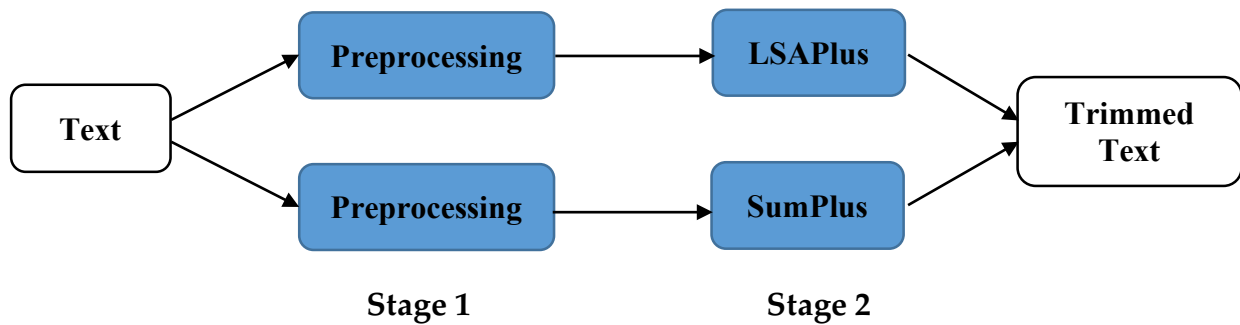 Preprocessing
LSAPlus
Text
Trimmed
Text
Preprocessing
SumPlus
Stage 1
Stage 2